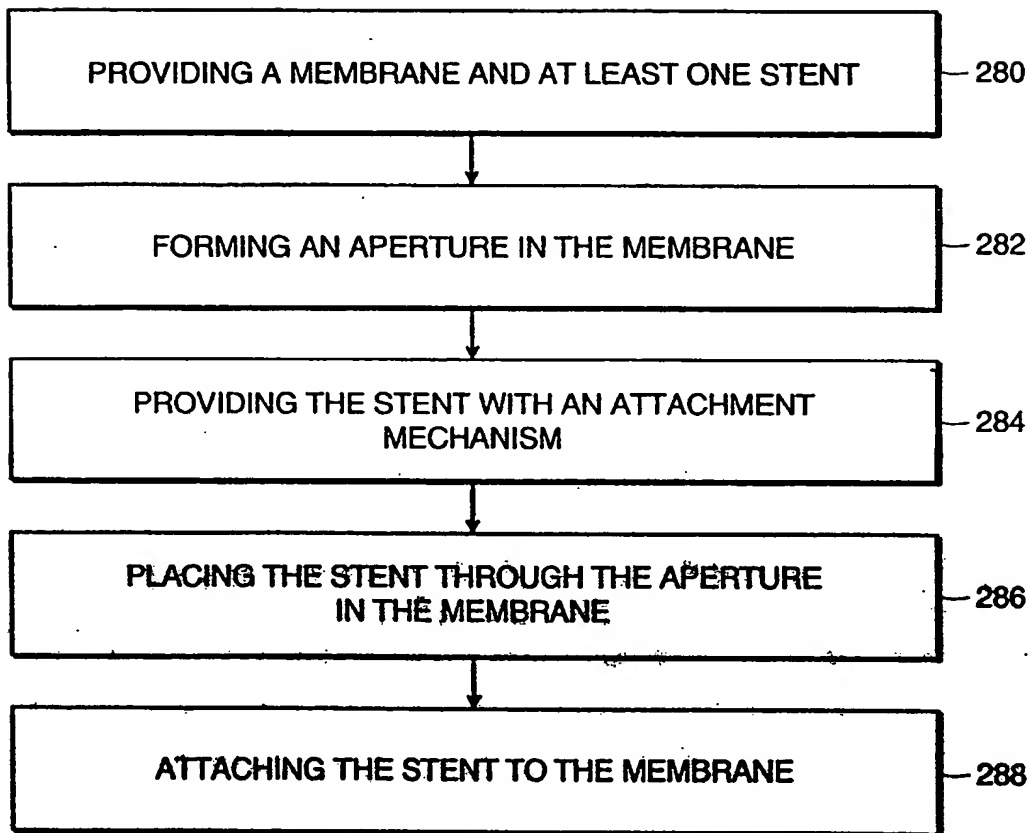 PROVIDING A MEMBRANE AND AT LEAST ONE STENT
280
FORMING AN APERTURE IN THE MEMBRANE
282
PROVIDING THE STENT WITH AN ATTACHMENT
MECHANISM
284
PLACING THE STENT THROUGH THE APERTURE
IN THE MEMBRANE
286
ATTACHING THE STENT TO THE MEMBRANE
288